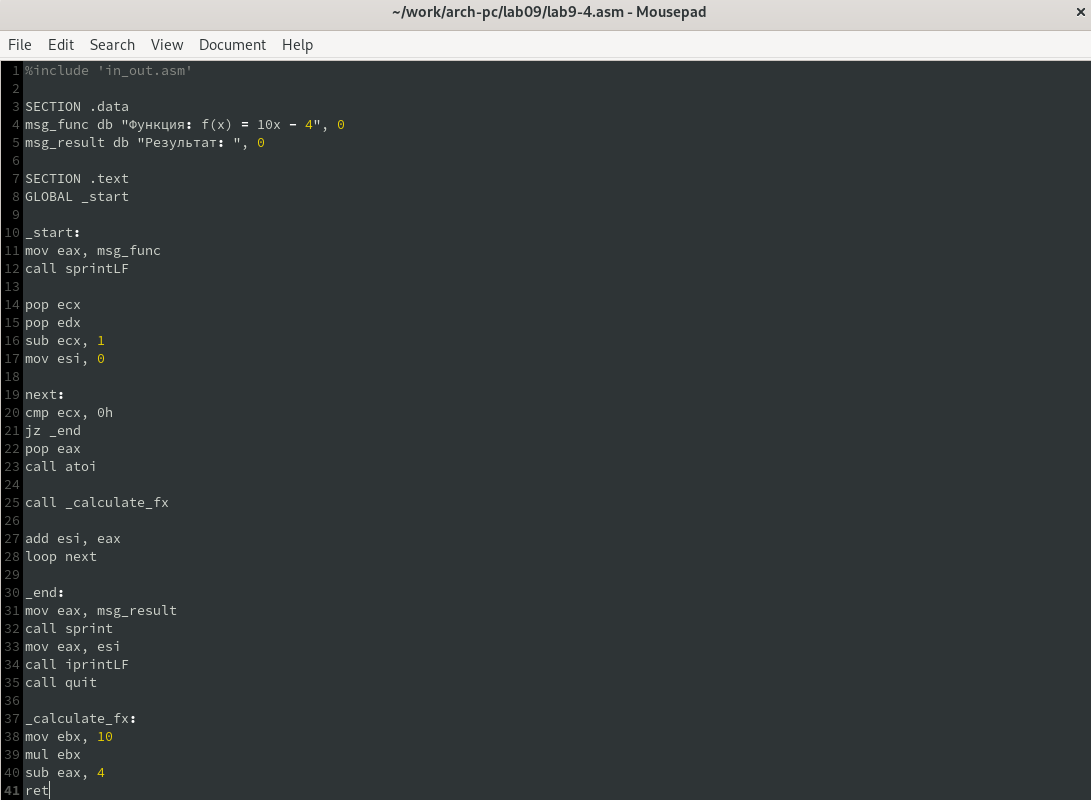 ~/work/arch-pc/lab09/lab9-4.asm - Mousepad ×
File Edit Search View Document Help
1 %include 'in_out.asm'
2
3 SECTION .data
4 msg_func db "Функция: f(x) = 10x - 4", 0
5 msg_result db "Результат: ", 0
6
7 SECTION .text
8 GLOBAL _start
9
10 _start:
11 mov eax, msg_func
12 call sprintLF
13
14 pop ecx
15 pop edx
16 sub ecx, 1
17 mov esi, 0
18
19 next:
20 cmp ecx, 0h
21 jz _end
22 pop eax
23 call atoi
24
25 call _calculate_fx
26
27 add esi, eax
28 loop next
29
30 _end:
31 mov eax, msg_result
32 call sprint
33 mov eax, esi
34 call iprintLF
35 call quit
36
37 _calculate_fx:
38 mov ebx, 10
39 mul ebx
40 sub eax, 4
41 ret